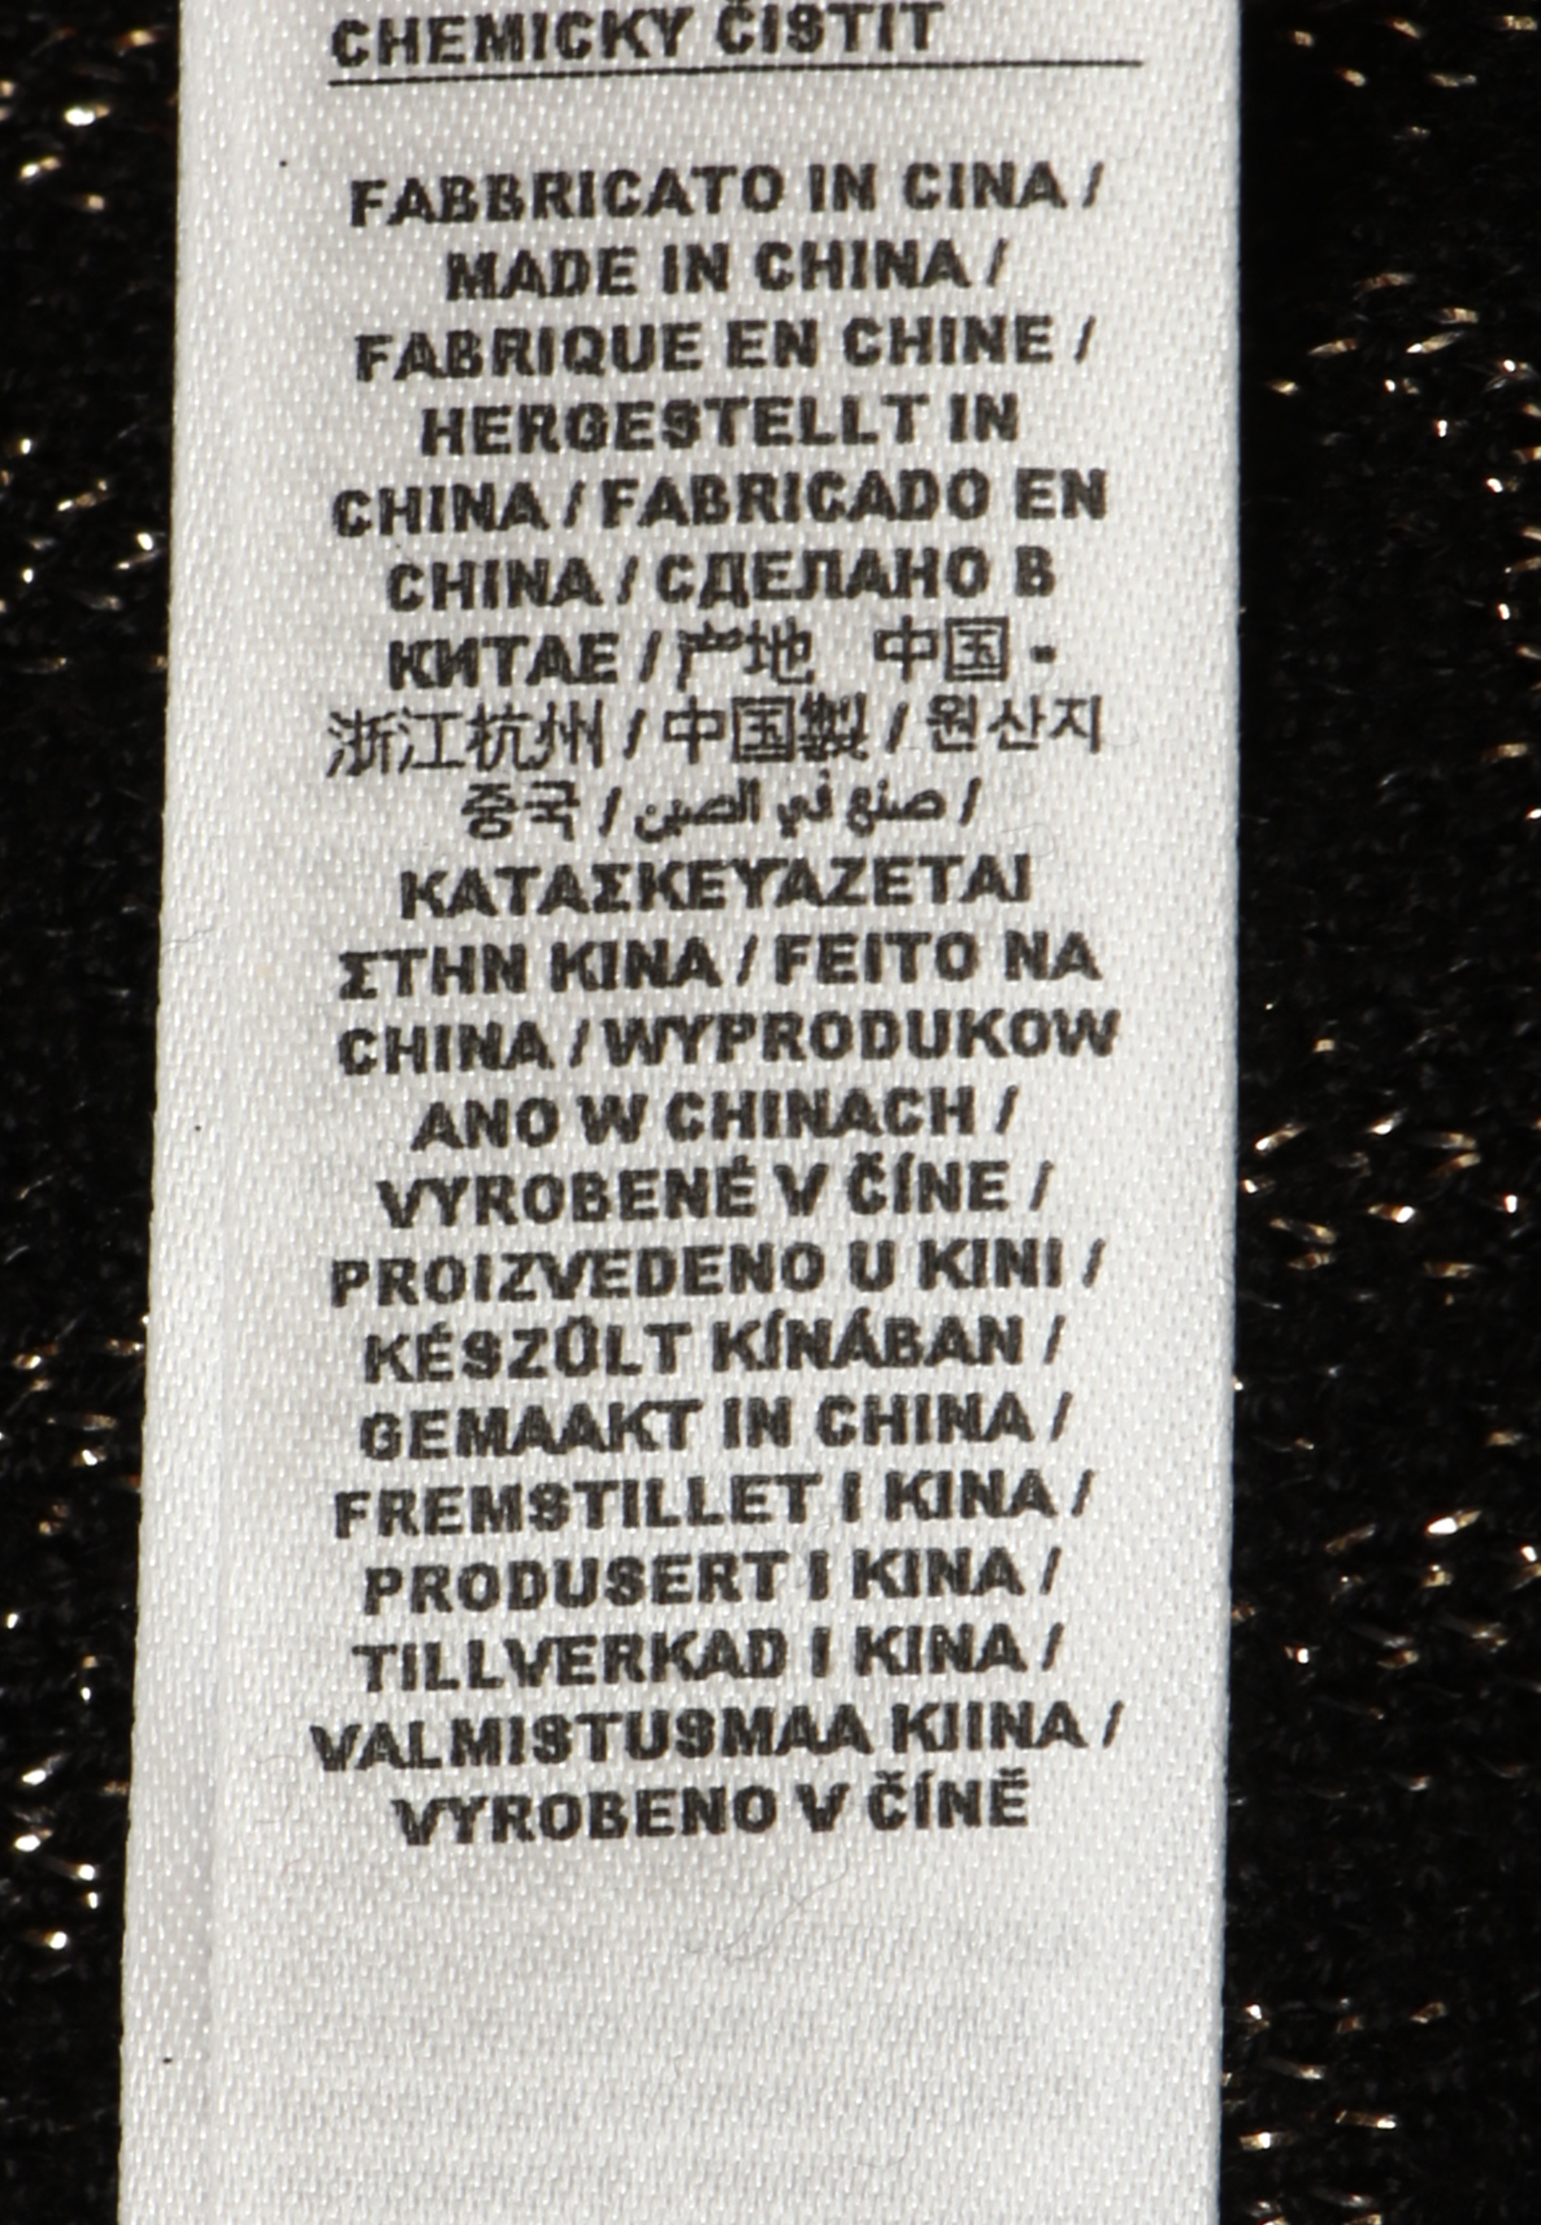 CHEMICKY ČISTIT
FABBRICATO IN CINA /
MADE IN CHINA /
FABRIQUE EN CHINE /
HERGESTELLT IN
CHINA / FABRICADO EN
CHINA / СДЕЛАНО В
КИТАЕ / 产地 中国 -
浙江杭州 / 中国製 / 원산지
중국 / صنع في الصين /
ΚΑΤΑΣΚΕΥΑΖΕΤΑΙ
ΣΤΗΝ ΚΙΝΑ / FEITO NA
CHINA / WYPRODUKOW
ANO W CHINACH /
VYROBENÉ V ČÍNE /
PROIZVEDENO U KINI /
KÉSZÜLT KÍNÁBAN /
GEMAAKT IN CHINA /
FREMSTILLET I KINA /
PRODUSERT I KINA /
TILLVERKAD I KINA /
VALMISTUSMAA KIINA /
VYROBENO V ČÍNĚ